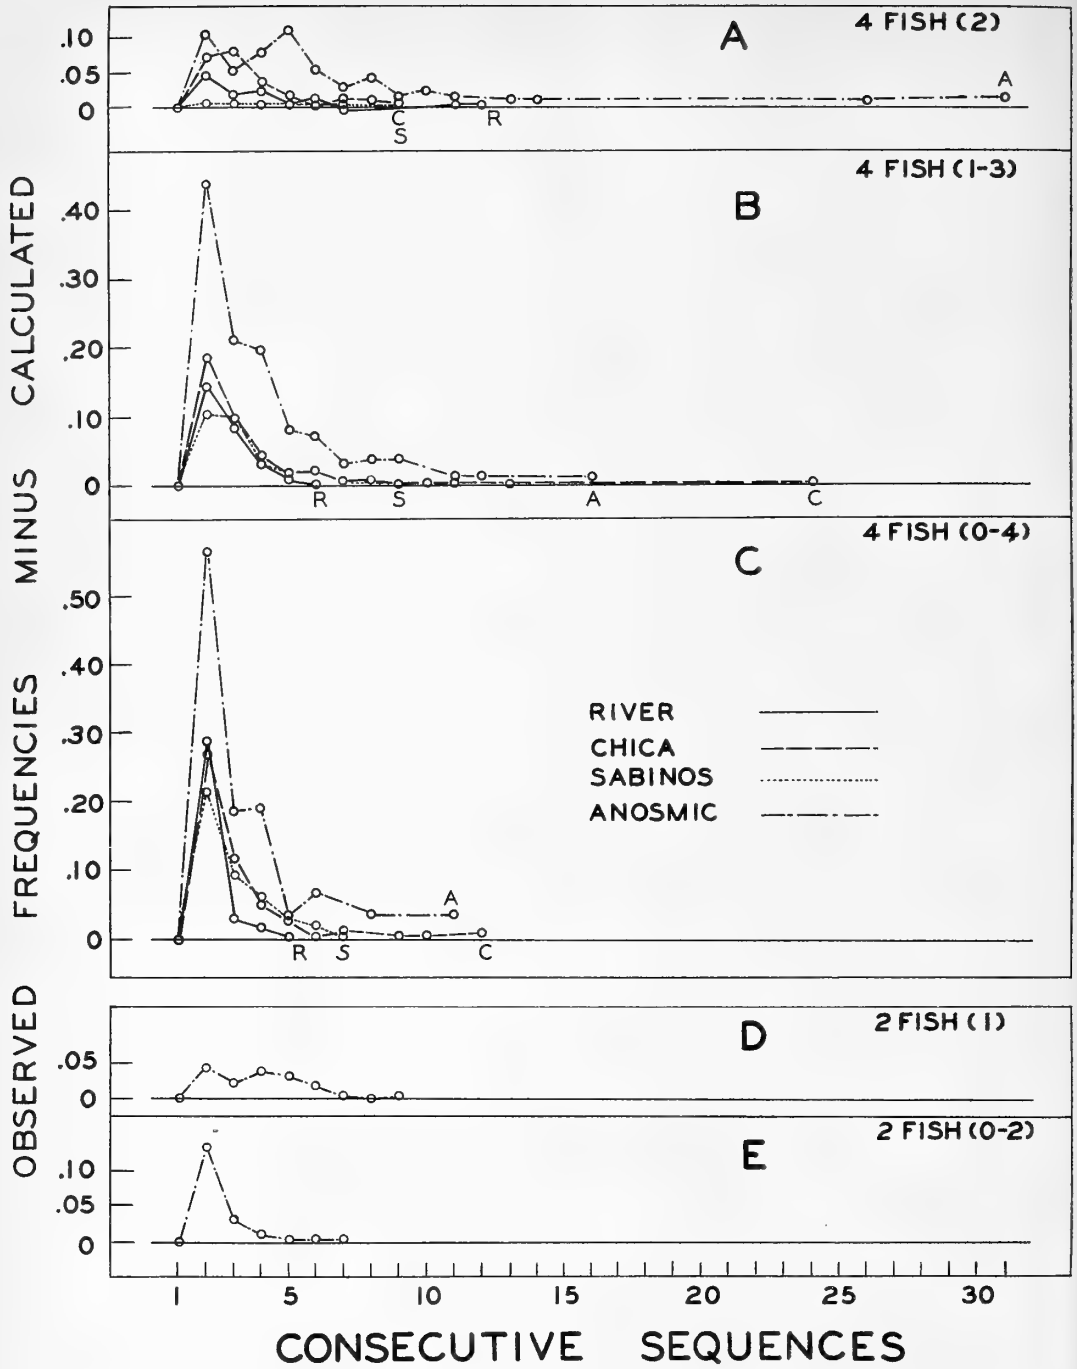 OBSERVED MINUS CALCULATED FREQUENCIES
4 FISH (2)
A
.10
.05
0
A
C
S
R
4 FISH (1-3)
B
.40
.30
.20
.10
0
R
S
A
C
4 FISH (0-4)
C
.50
.40
.30
.20
.10
0
RIVER
CHICA
SABINOS
ANOSMIC
A
R
S
C
2 FISH (1)
D
.05
0
2 FISH (0-2)
E
.10
.05
0
1 5 10 15 20 25 30
CONSECUTIVE SEQUENCES